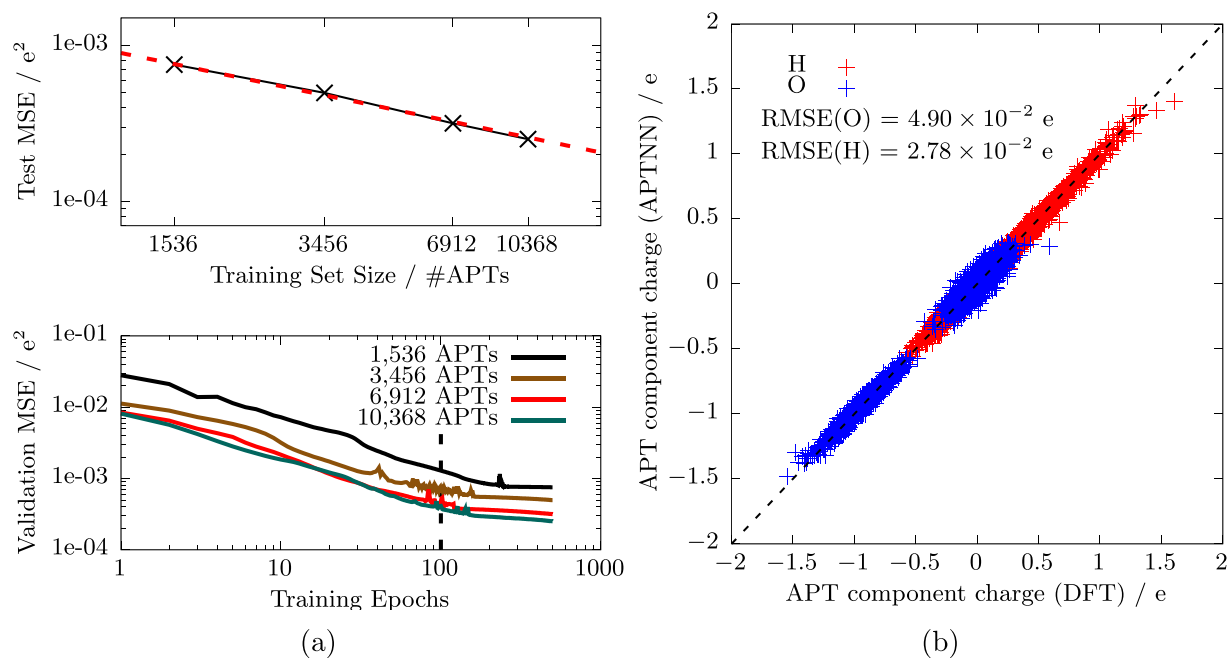 1e-03
1e-04
Test MSE / e²
1536 3456 6912 10368
Training Set Size / #APTs
1e-01
1e-02
1e-03
1e-04
Validation MSE / e²
1,536 APTs
3,456 APTs
6,912 APTs
10,368 APTs
1 10 100 1000
Training Epochs
(a)
2
1.5
1
0.5
0
−0.5
−1
−1.5
−2
APT component charge (APTNN) / e
H
O
RMSE(O) = 4.90 × 10⁻² e
RMSE(H) = 2.78 × 10⁻² e
−2 −1.5 −1 −0.5 0 0.5 1 1.5 2
APT component charge (DFT) / e
(b)